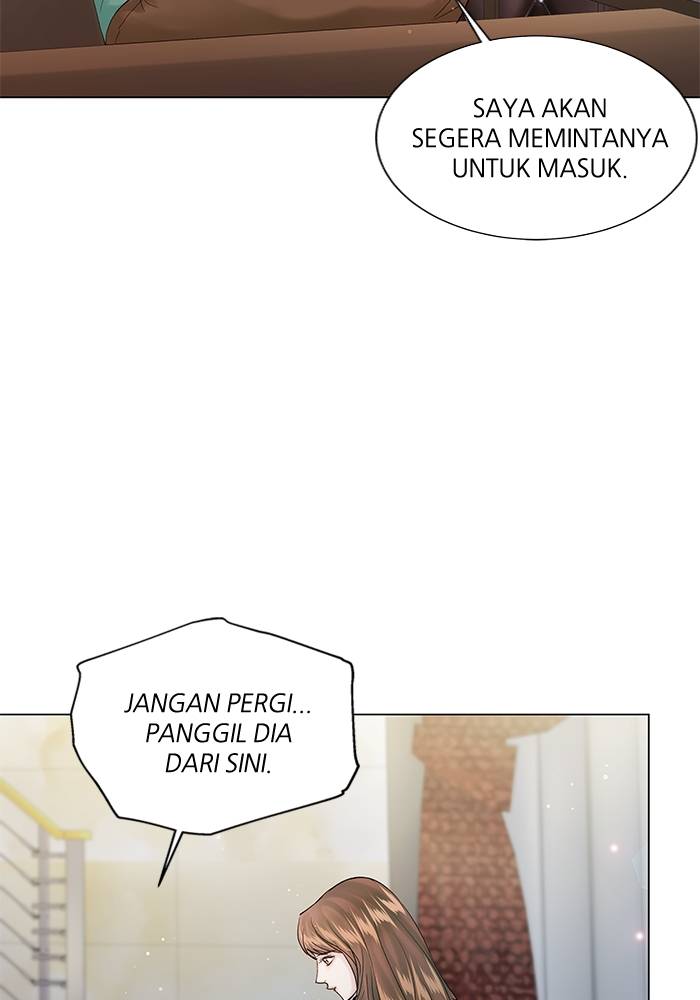 SAYA AKAN
SEGERA MEMINTANYA
UNTUK MASUK.
JANGAN PERGI...
PANGGIL DIA
DARI SINI.